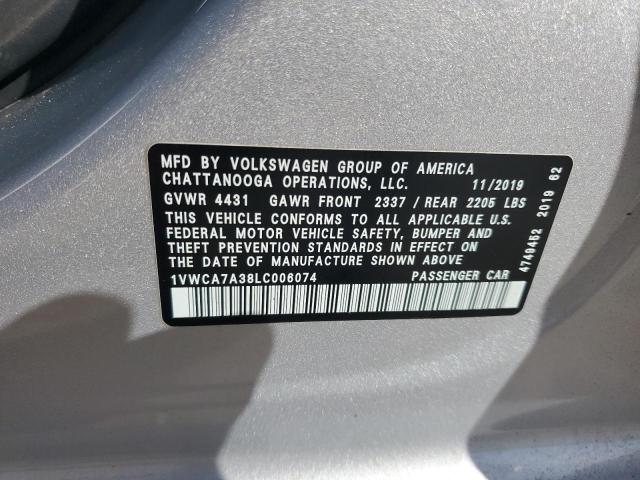 MFD BY VOLKSWAGEN GROUP OF AMERICA
CHATTANOOGA OPERATIONS, LLC. 11/2019
GVWR 4431 GAWR FRONT 2337 / REAR 2205 LBS
THIS VEHICLE CONFORMS TO ALL APPLICABLE U.S.
FEDERAL MOTOR VEHICLE SAFETY, BUMPER AND
THEFT PREVENTION STANDARDS IN EFFECT ON
THE DATE OF MANUFACTURE SHOWN ABOVE
1VWCA7A38LC006074 PASSENGER CAR
4749452 2019 62